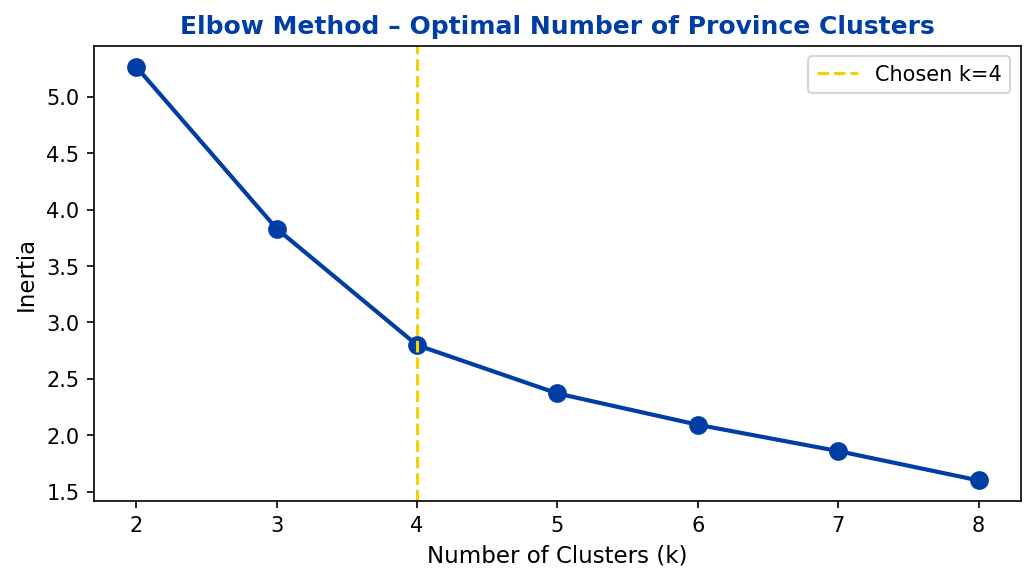 Elbow Method – Optimal Number of Province Clusters
Chosen k=4
Inertia
5.0
4.5
4.0
3.5
3.0
2.5
2.0
1.5
2 3 4 5 6 7 8
Number of Clusters (k)